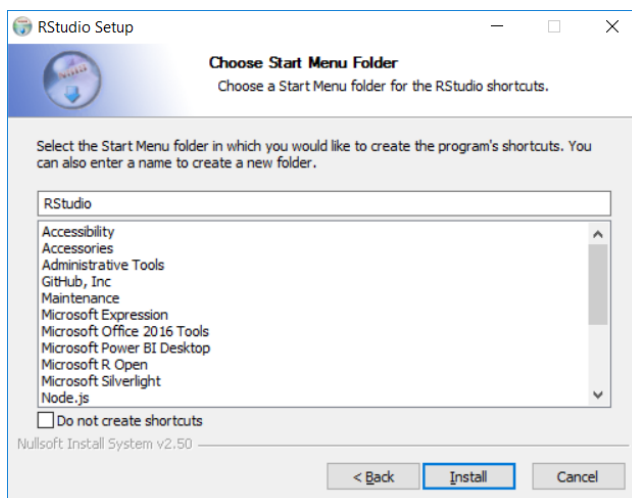 RStudio Setup
Choose Start Menu Folder
Choose a Start Menu folder for the RStudio shortcuts.
Select the Start Menu folder in which you would like to create the program's shortcuts. You
can also enter a name to create a new folder.
RStudio
Accessibility
Accessories
Administrative Tools
GitHub, Inc
Maintenance
Microsoft Expression
Microsoft Office 2016 Tools
Microsoft Power BI Desktop
Microsoft R Open
Microsoft Silverlight
Node.js
Do not create shortcuts
Nullsoft Install System v2.50
< Back Install Cancel